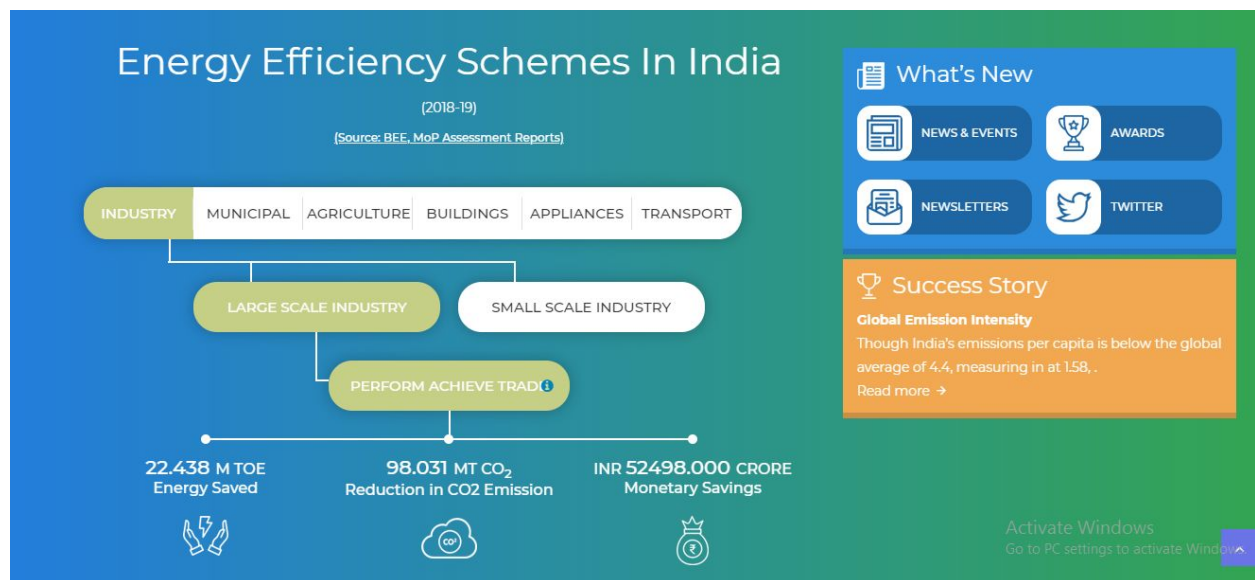 Energy Efficiency Schemes In India
(2018-19)
(Source: BEE, MoP Assessment Reports)
INDUSTRY
MUNICIPAL
AGRICULTURE
BUILDINGS
APPLIANCES
TRANSPORT
LARGE SCALE INDUSTRY
SMALL SCALE INDUSTRY
PERFORM ACHIEVE TRADE
22.438 M TOE
Energy Saved
98.031 MT CO2
Reduction in CO2 Emission
CO²
INR 52498.000 CRORE
Monetary Savings
₹
What's New
NEWS & EVENTS
AWARDS
NEWSLETTERS
TWITTER
Success Story
Global Emission Intensity
Though India's emissions per capita is below the global
average of 4.4, measuring in at 1.58, .
Read more →
Activate Windows
Go to PC settings to activate Windows.